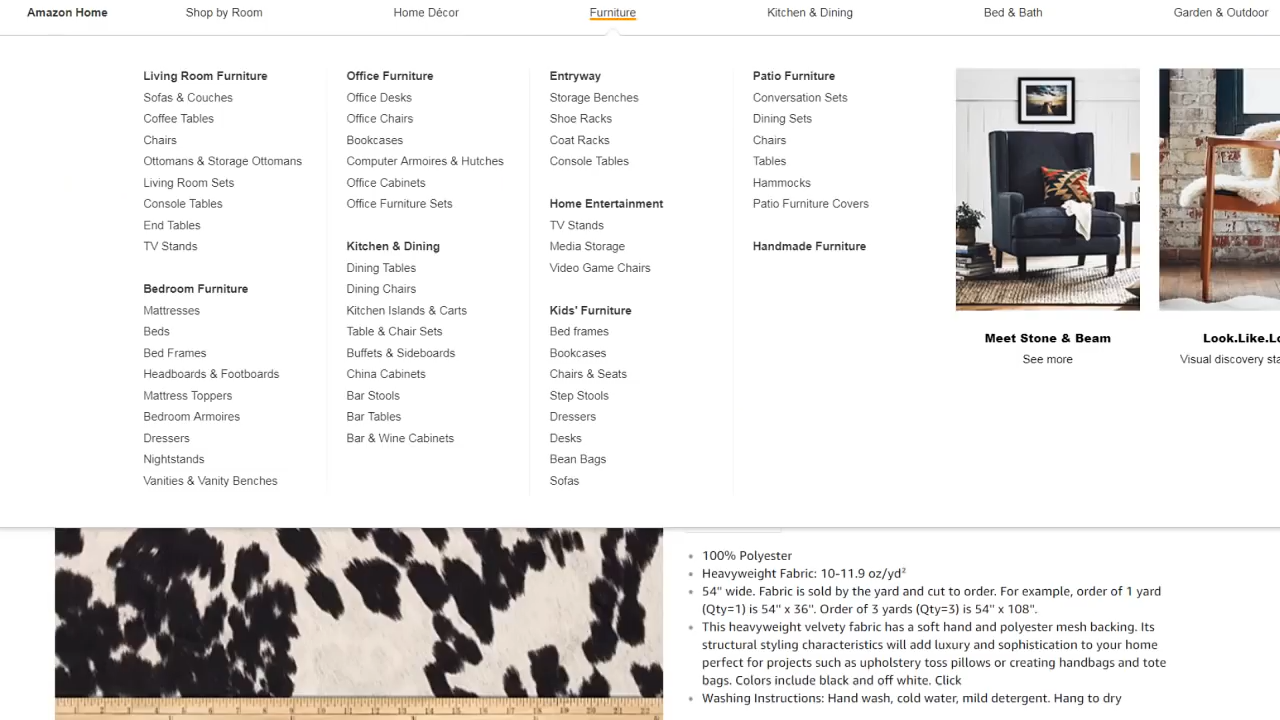 Amazon Home
Shop by Room
Home Décor
Furniture
Kitchen & Dining
Bed & Bath
Garden & Outdoor
Living Room Furniture
Sofas & Couches
Coffee Tables
Chairs
Ottomans & Storage Ottomans
Living Room Sets
Console Tables
End Tables
TV Stands
Bedroom Furniture
Mattresses
Beds
Bed Frames
Headboards & Footboards
Mattress Toppers
Bedroom Armoires
Dressers
Nightstands
Vanities & Vanity Benches
Office Furniture
Office Desks
Office Chairs
Bookcases
Computer Armoires & Hutches
Office Cabinets
Office Furniture Sets
Kitchen & Dining
Dining Tables
Dining Chairs
Kitchen Islands & Carts
Table & Chair Sets
Buffets & Sideboards
China Cabinets
Bar Stools
Bar Tables
Bar & Wine Cabinets
Entryway
Storage Benches
Shoe Racks
Coat Racks
Console Tables
Home Entertainment
TV Stands
Media Storage
Video Game Chairs
Kids' Furniture
Bed frames
Bookcases
Chairs & Seats
Step Stools
Dressers
Desks
Bean Bags
Sofas
Patio Furniture
Conversation Sets
Dining Sets
Chairs
Tables
Hammocks
Patio Furniture Covers
Handmade Furniture
Meet Stone & Beam
See more
Look.Like.Lo
Visual discovery sta
100% Polyester
Heavyweight Fabric: 10-11.9 oz/yd²
54" wide. Fabric is sold by the yard and cut to order. For example, order of 1 yard
(Qty=1) is 54" x 36". Order of 3 yards (Qty=3) is 54" x 108".
This heavyweight velvety fabric has a soft hand and polyester mesh backing. Its
structural styling characteristics will add luxury and sophistication to your home
perfect for projects such as upholstery toss pillows or creating handbags and tote
bags. Colors include black and off white. Click
Washing Instructions: Hand wash, cold water, mild detergent. Hang to dry